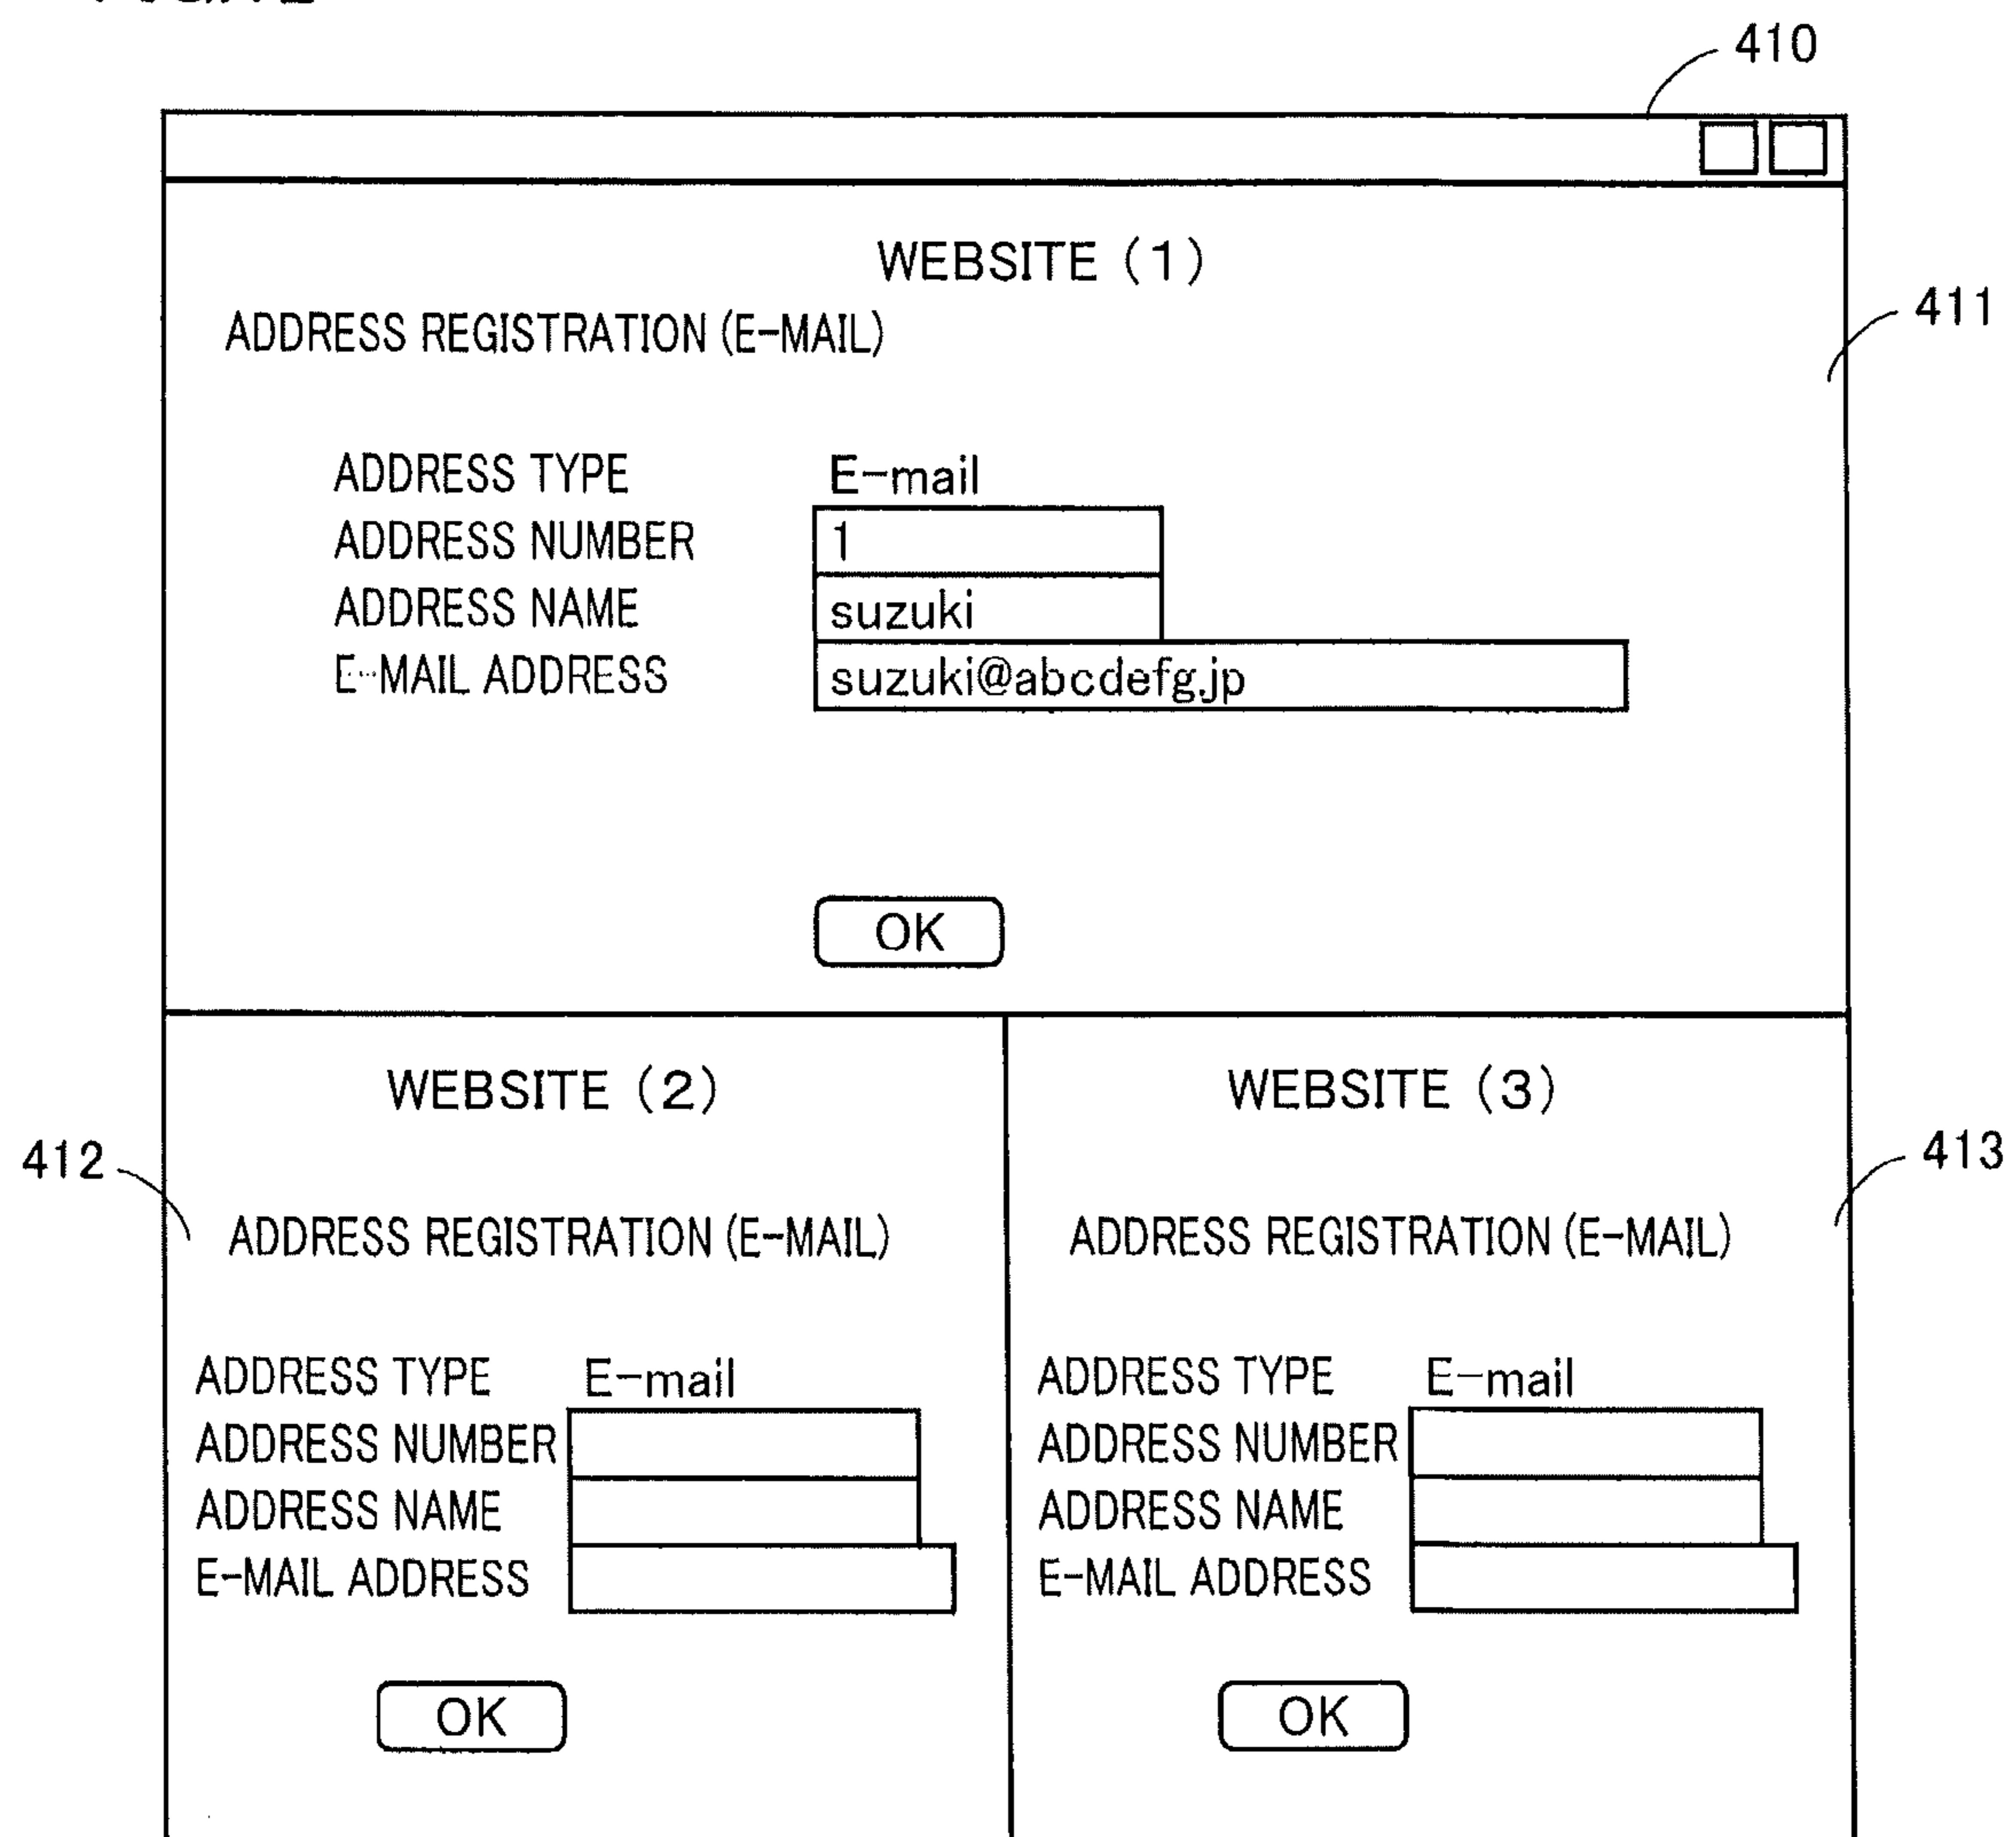 410
WEBSITE (1)
411
ADDRESS REGISTRATION (E-MAIL)
ADDRESS TYPE E-mail
ADDRESS NUMBER 1
ADDRESS NAME suzuki
E-MAIL ADDRESS suzuki@abcdefg.jp
OK
WEBSITE (2)
412
ADDRESS REGISTRATION (E-MAIL)
ADDRESS TYPE E-mail
ADDRESS NUMBER
ADDRESS NAME
E-MAIL ADDRESS
OK
WEBSITE (3)
413
ADDRESS REGISTRATION (E-MAIL)
ADDRESS TYPE E-mail
ADDRESS NUMBER
ADDRESS NAME
E-MAIL ADDRESS
OK